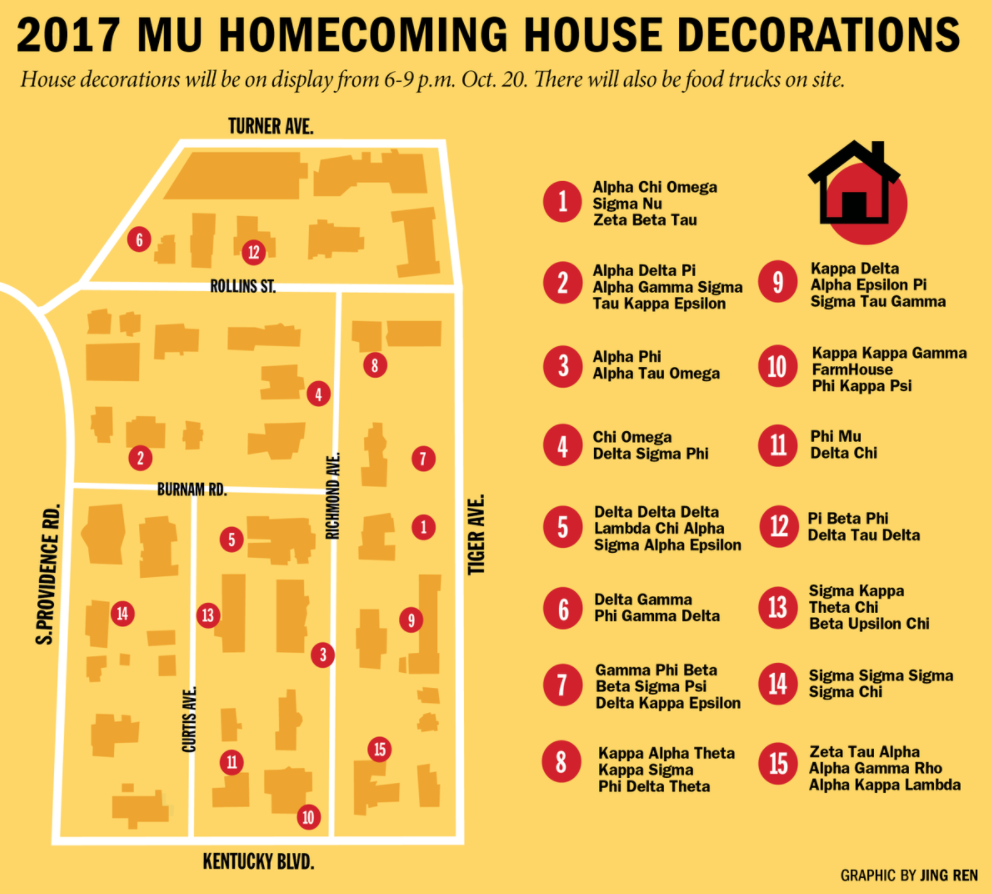 2017 MU HOMECOMING HOUSE DECORATIONS
House decorations will be on display from 6-9 p.m. Oct. 20. There will also be food trucks on site.
TURNER AVE.
6
12
ROLLINS ST.
8
4
2
7
BURNAM RD.
RICHMOND AVE.
S.PROVIDENCE RD.
TIGER AVE.
5
1
14
13
9
3
CURTIS AVE.
11
15
10
KENTUCKY BLVD.
1
Alpha Chi Omega
Sigma Nu
Zeta Beta Tau
2
Alpha Delta Pi
Alpha Gamma Sigma
Tau Kappa Epsilon
3
Alpha Phi
Alpha Tau Omega
4
Chi Omega
Delta Sigma Phi
5
Delta Delta Delta
Lambda Chi Alpha
Sigma Alpha Epsilon
6
Delta Gamma
Phi Gamma Delta
7
Gamma Phi Beta
Beta Sigma Psi
Delta Kappa Epsilon
8
Kappa Alpha Theta
Kappa Sigma
Phi Delta Theta
9
Kappa Delta
Alpha Epsilon Pi
Sigma Tau Gamma
10
Kappa Kappa Gamma
FarmHouse
Phi Kappa Psi
11
Phi Mu
Delta Chi
12
Pi Beta Phi
Delta Tau Delta
13
Sigma Kappa
Theta Chi
Beta Upsilon Chi
14
Sigma Sigma Sigma
Sigma Chi
15
Zeta Tau Alpha
Alpha Gamma Rho
Alpha Kappa Lambda
GRAPHIC BY JING REN